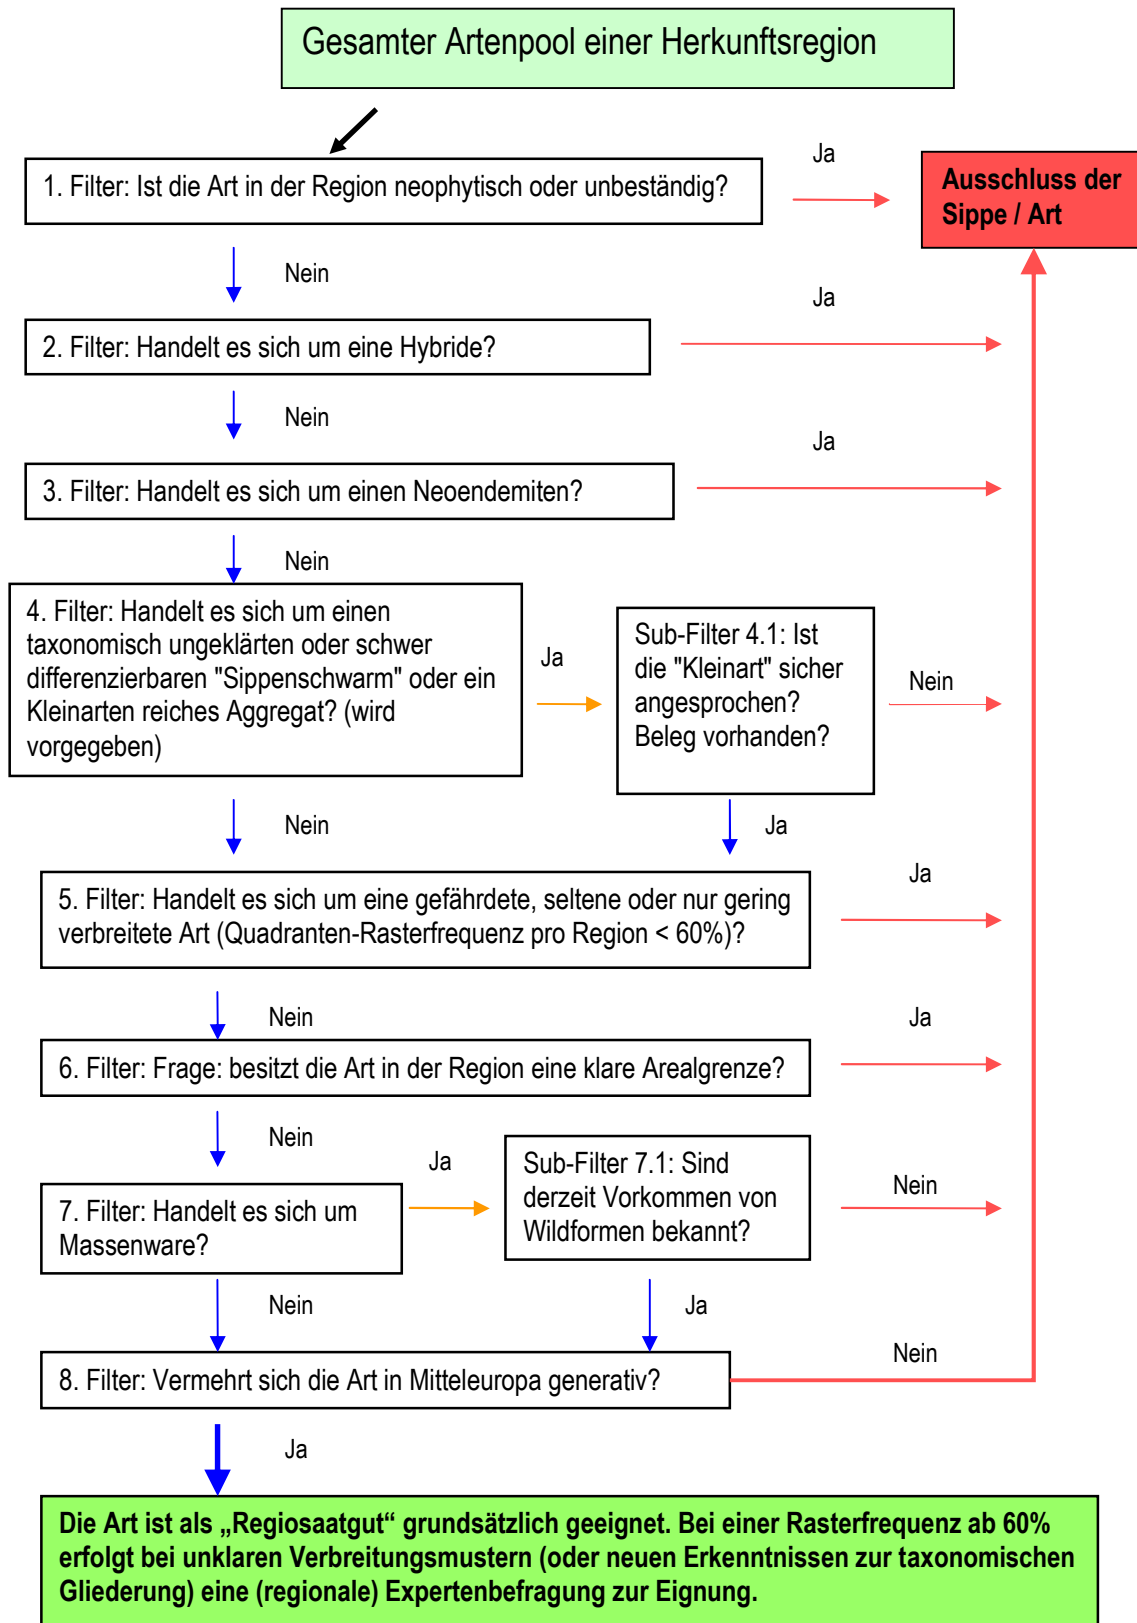 Gesamter Artenpool einer Herkunftsregion
1. Filter: Ist die Art in der Region neophytisch oder unbeständig?
Ja
Ausschluss der
Sippe / Art
Nein
2. Filter: Handelt es sich um eine Hybride?
Ja
Nein
3. Filter: Handelt es sich um einen Neoendemiten?
Ja
Nein
4. Filter: Handelt es sich um einen
taxonomisch ungeklärten oder schwer
differenzierbaren "Sippenschwarm" oder ein
Kleinarten reiches Aggregat? (wird
vorgegeben)
Ja
Sub-Filter 4.1: Ist
die "Kleinart" sicher
angesprochen?
Beleg vorhanden?
Nein
Nein
Ja
5. Filter: Handelt es sich um eine gefährdete, seltene oder nur gering
verbreitete Art (Quadranten-Rasterfrequenz pro Region < 60%)?
Ja
Nein
6. Filter: Frage: besitzt die Art in der Region eine klare Arealgrenze?
Ja
Nein
7. Filter: Handelt es sich um
Massenware?
Ja
Sub-Filter 7.1: Sind
derzeit Vorkommen von
Wildformen bekannt?
Nein
Nein
Ja
8. Filter: Vermehrt sich die Art in Mitteleuropa generativ?
Nein
Ja
Die Art ist als „Regiosaatgut“ grundsätzlich geeignet. Bei einer Rasterfrequenz ab 60%
erfolgt bei unklaren Verbreitungsmustern (oder neuen Erkenntnissen zur taxonomischen
Gliederung) eine (regionale) Expertenbefragung zur Eignung.